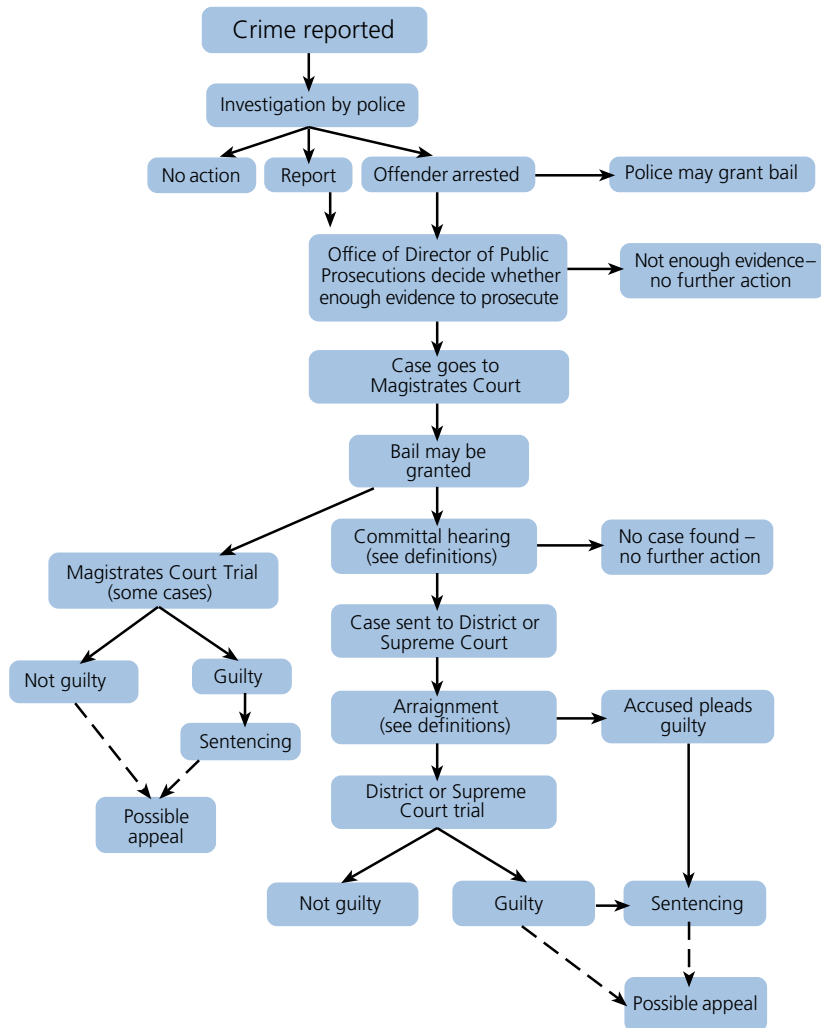 Crime reported
Investigation by police
No action
Report
Offender arrested
Police may grant bail
Office of Director of Public
Prosecutions decide whether
enough evidence to prosecute
Not enough evidence–
no further action
Case goes to
Magistrates Court
Bail may be
granted
Committal hearing
(see definitions)
No case found –
no further action
Magistrates Court Trial
(some cases)
Case sent to District or
Supreme Court
Not guilty
Guilty
Arraignment
(see definitions)
Accused pleads
guilty
Sentencing
District or Supreme
Court trial
Possible
appeal
Not guilty
Guilty
Sentencing
Possible appeal